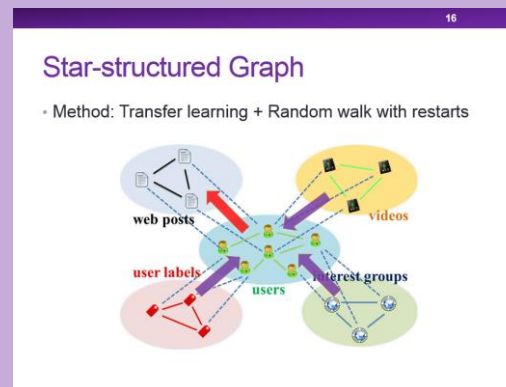 16
Star-structured Graph
• Method: Transfer learning + Random walk with restarts
web posts
videos
user labels
users
interest groups